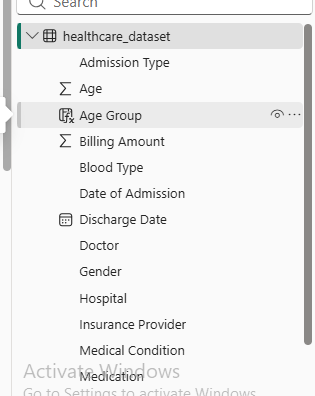 Search
healthcare_dataset
Admission Type
Age
Age Group
Billing Amount
Blood Type
Date of Admission
Discharge Date
Doctor
Gender
Hospital
Insurance Provider
Medical Condition
Activate Windows
Medication
Go to Settings to activate Windows